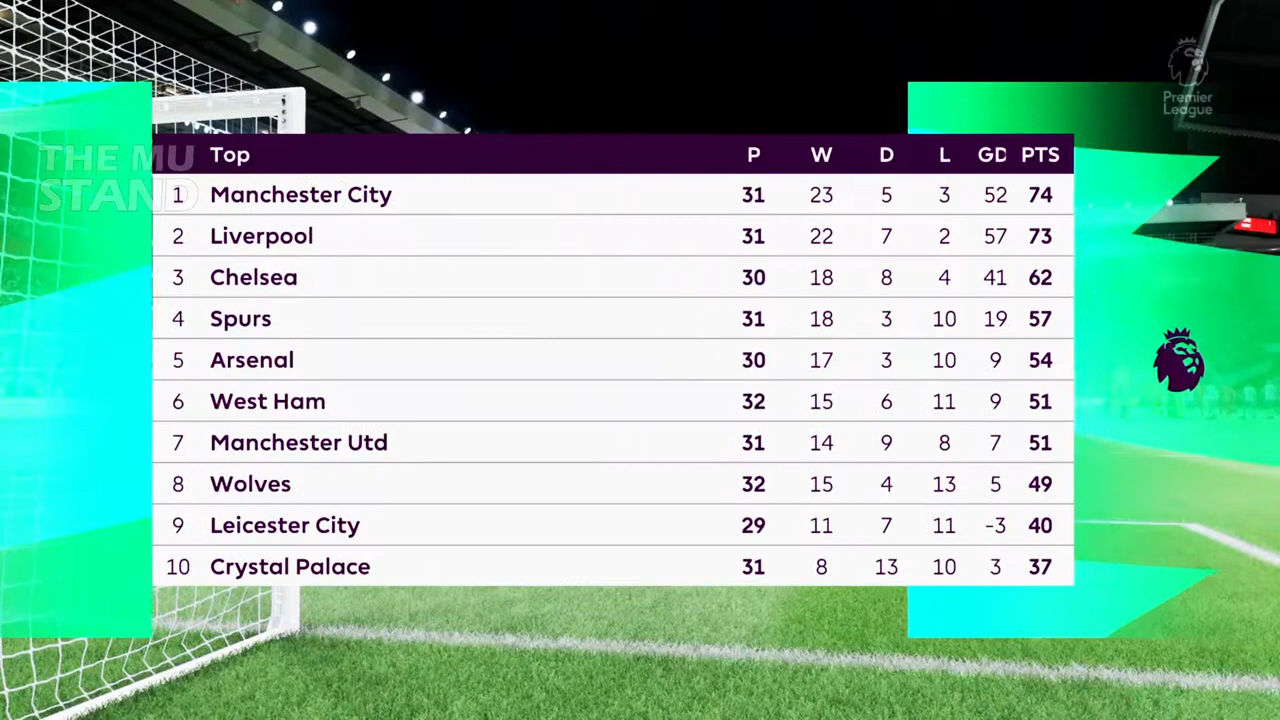 Premier
League
THE MU
STAND
Top P W D L GD PTS
1 Manchester City 31 23 5 3 52 74
2 Liverpool 31 22 7 2 57 73
3 Chelsea 30 18 8 4 41 62
4 Spurs 31 18 3 10 19 57
5 Arsenal 30 17 3 10 9 54
6 West Ham 32 15 6 11 9 51
7 Manchester Utd 31 14 9 8 7 51
8 Wolves 32 15 4 13 5 49
9 Leicester City 29 11 7 11 -3 40
10 Crystal Palace 31 8 13 10 3 37